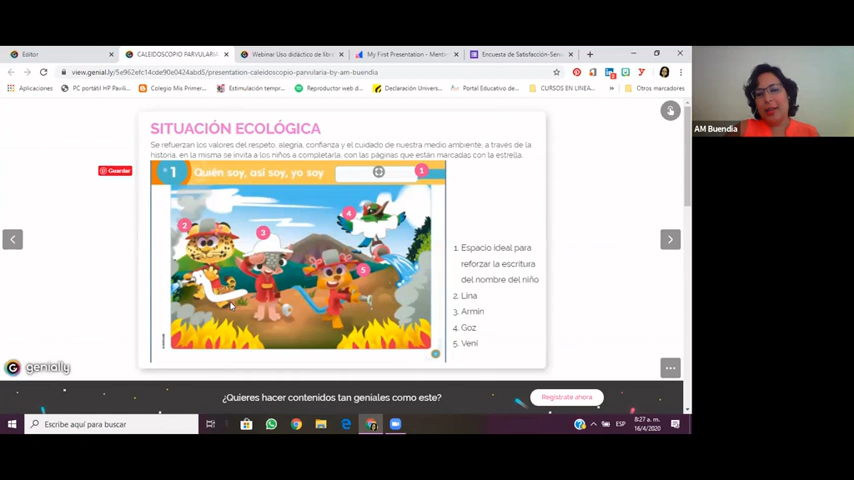 Editor
CALEIDOSCOPIO PARVULARIA
Webinar Uso didáctico de libr
My First Presentation - Menti
Encuesta de Satisfacción-Sem
view.genial.ly/5e962efc14cde90e0424abd5/presentation-caleidoscopio-parvularia-by-am-buendia
Aplicaciones
PC portátil HP Pavili...
Colegio Mis Primer...
Estimulación tempr...
Reproductor web d...
Declaración Univer...
Portal Educativo de...
CURSOS EN LINEA...
»
Otros marcadores
AM Buendia
SITUACIÓN ECOLÓGICA
Se refuerzan los valores del respeto, alegria, confianza y el cuidado de nuestra medio ambiente, a través de la
historia, en la misma se invita a los niños a completarla, con las páginas que están marcadas con la estrella.
Guardar
1 Quién soy, así soy, yo soy
1
2
3
4
5
1. Espacio ideal para
reforzar la escritura
del nombre del niño
2. Lina
3. Armin
4. Goz
5. Veni
genially
¿Quieres hacer contenidos tan geniales como este?
Regístrate ahora
Escribe aquí para buscar
ESP
8:27 a. m.
16/4/2020